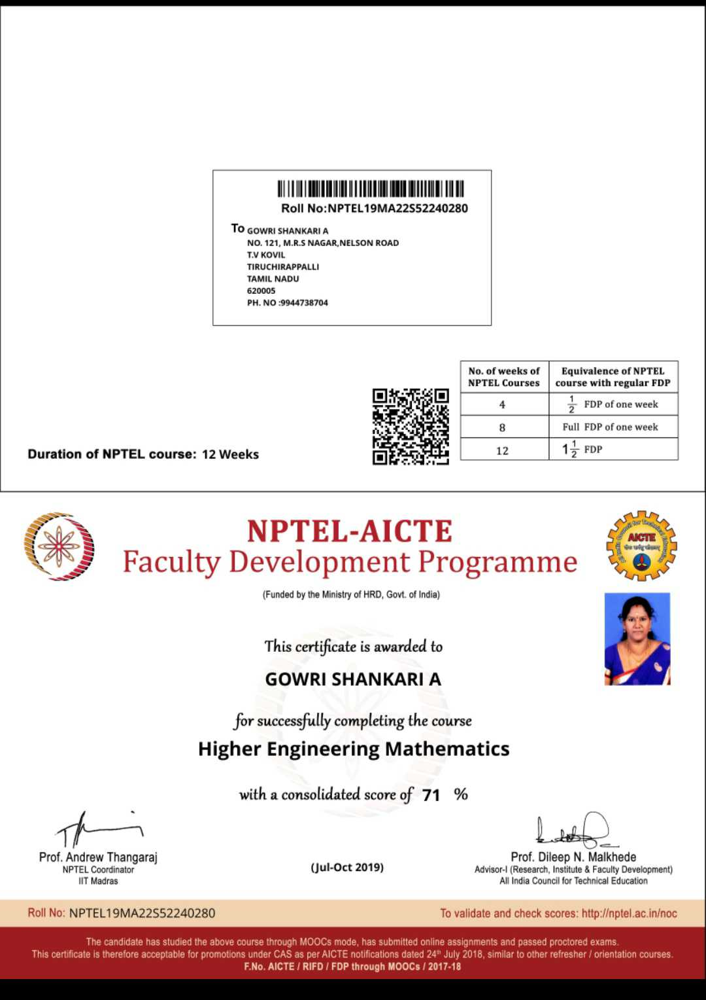 Roll No:NPTEL19MA22S52240280
To GOWRI SHANKARI A
NO. 121, M.R.S NAGAR,NELSON ROAD
T.V KOVIL
TIRUCHIRAPPALLI
TAMIL NADU
620005
PH. NO :9944738704
No. of weeks of NPTEL Courses
Equivalence of NPTEL course with regular FDP
4 1/2 FDP of one week
8 Full FDP of one week
12 1 1/2 FDP
Duration of NPTEL course: 12 Weeks
NPTEL-AICTE
Faculty Development Programme
(Funded by the Ministry of HRD, Govt. of India)
All India Council for Technical Education
AICTE
This certificate is awarded to
GOWRI SHANKARI A
for successfully completing the course
Higher Engineering Mathematics
with a consolidated score of 71 %
Prof. Andrew Thangaraj
NPTEL Coordinator
IIT Madras
(Jul-Oct 2019)
Prof. Dileep N. Malkhede
Advisor-I (Research, Institute & Faculty Development)
All India Council for Technical Education
Roll No: NPTEL19MA22S52240280
To validate and check scores: http://nptel.ac.in/noc
The candidate has studied the above course through MOOCs mode, has submitted online assignments and passed proctored exams.
This certificate is therefore acceptable for promotions under CAS as per AICTE notifications dated 24th July 2018, similar to other refresher / orientation courses.
F.No. AICTE / RIFD / FDP through MOOCs / 2017-18